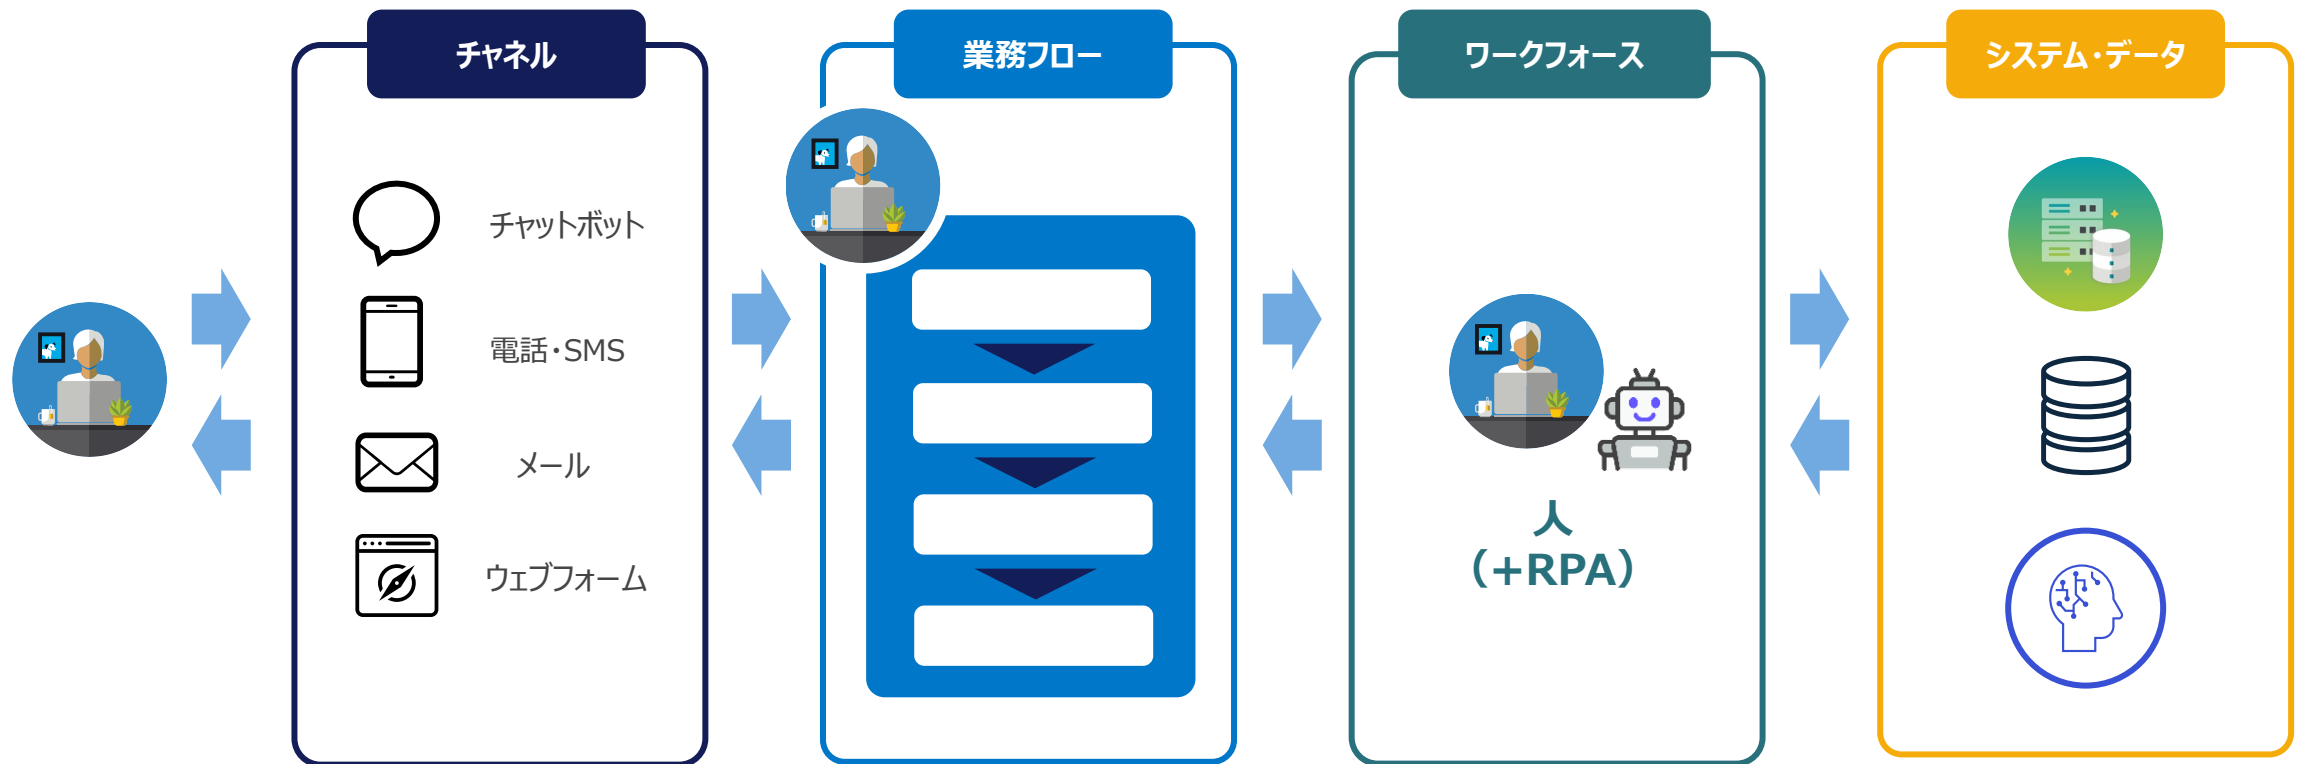 チャネル
業務フロー
ワークフォース
システム・データ
チャットボット
電話・SMS
メール
ウェブフォーム
人
（+RPA）